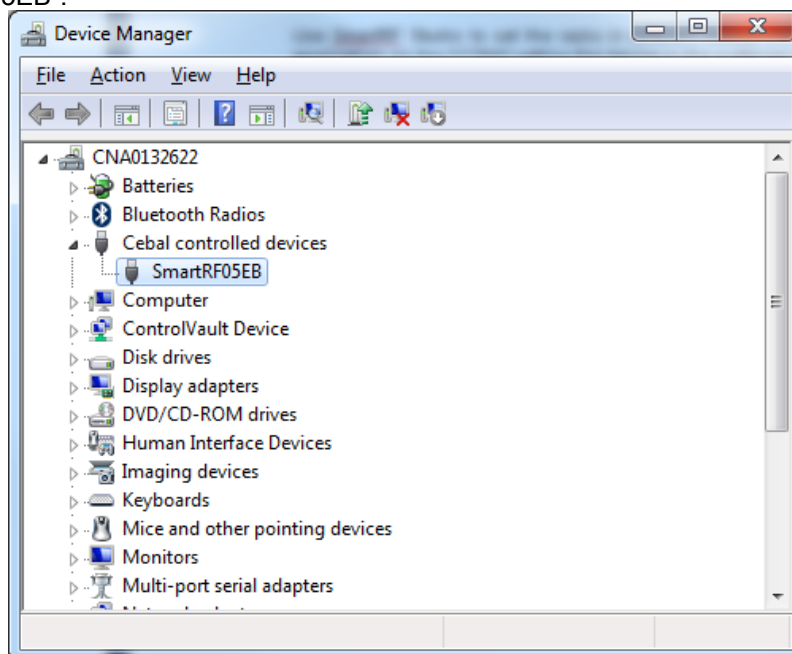 5EB .
Device Manager
File Action View Help
CNA0132622
Batteries
Bluetooth Radios
Cebal controlled devices
SmartRF05EB
Computer
ControlVault Device
Disk drives
Display adapters
DVD/CD-ROM drives
Human Interface Devices
Imaging devices
Keyboards
Mice and other pointing devices
Monitors
Multi-port serial adapters